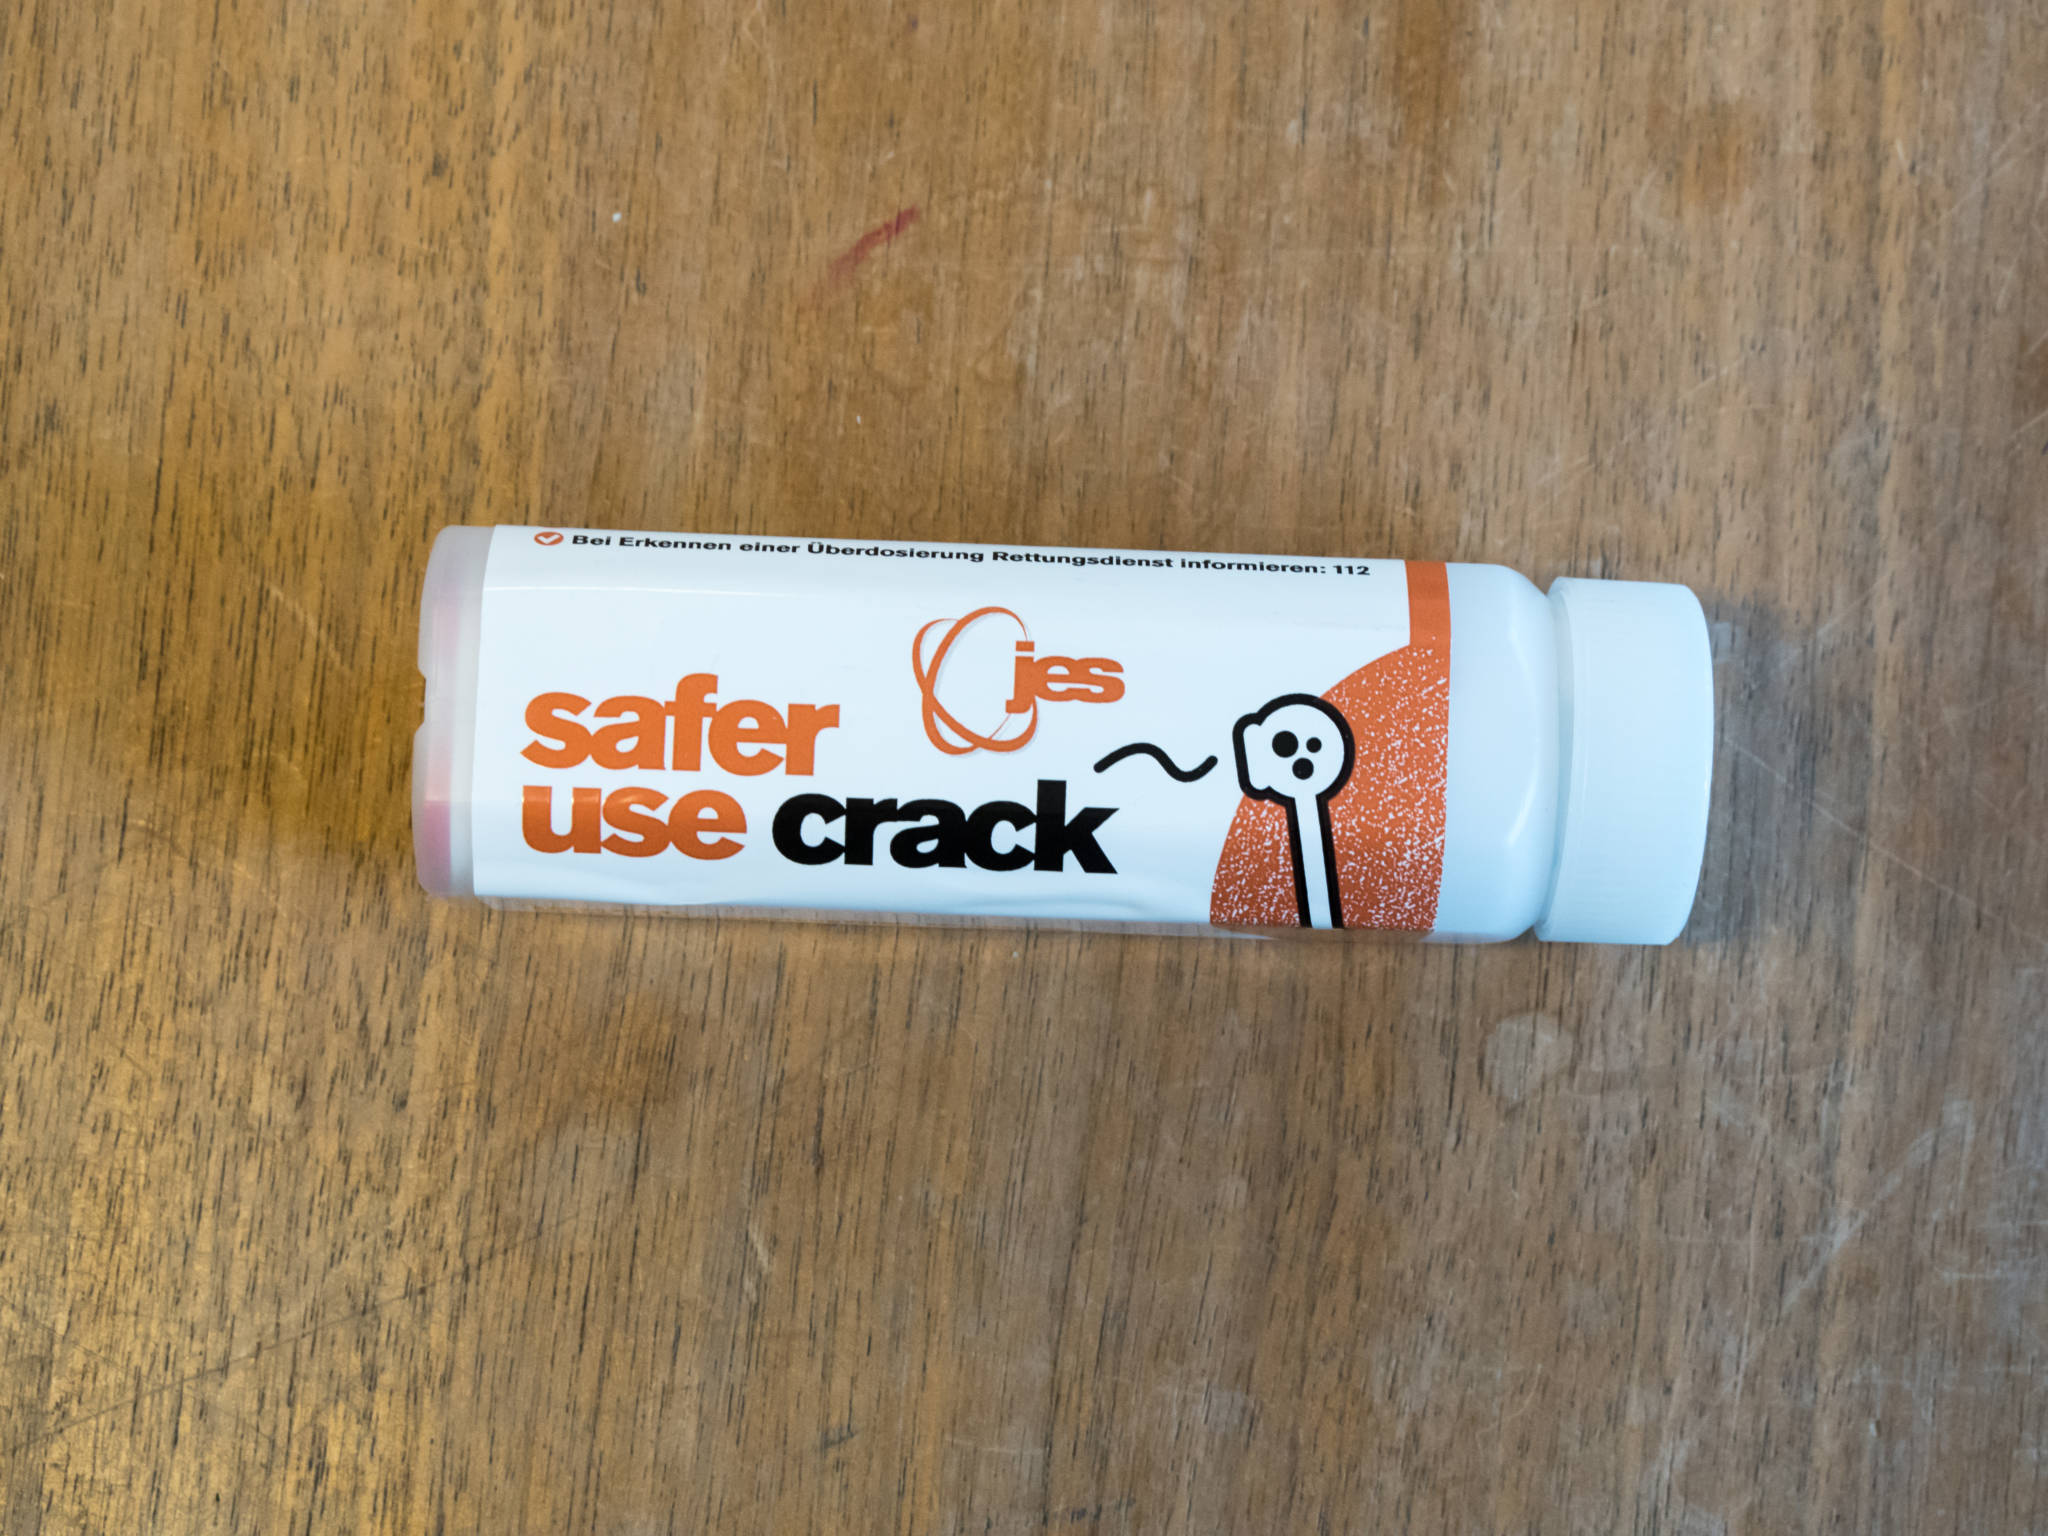 Bei Erkennen einer Überdosierung Rettungsdienst informieren: 112
jes
safer
use crack